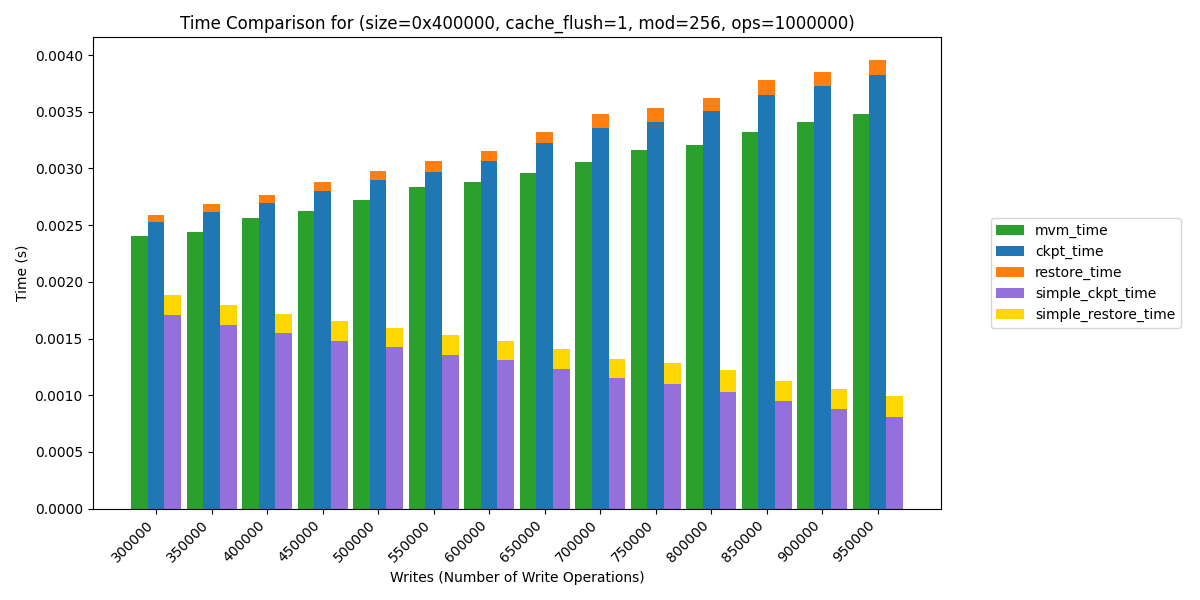 Time Comparison for (size=0x400000, cache_flush=1, mod=256, ops=1000000)
Time (s)
0.0040
0.0035
0.0030
0.0025
0.0020
0.0015
0.0010
0.0005
0.0000
300000
350000
400000
450000
500000
550000
600000
650000
700000
750000
800000
850000
900000
950000
Writes (Number of Write Operations)
mvm_time
ckpt_time
restore_time
simple_ckpt_time
simple_restore_time